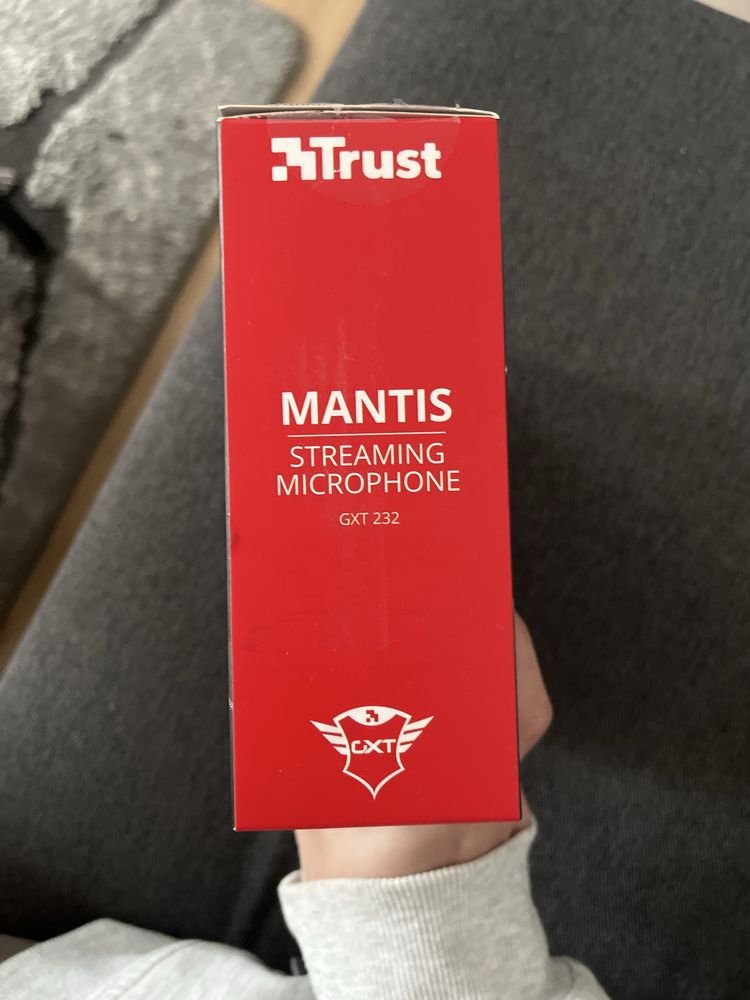 Trust
MANTIS
STREAMING
MICROPHONE
GXT 232
GXT